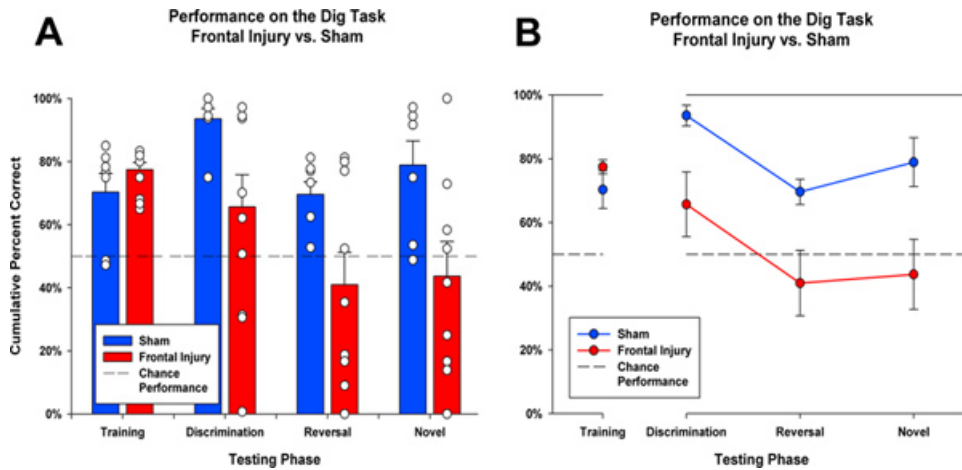 A
Performance on the Dig Task
Frontal Injury vs. Sham
Cumulative Percent Correct
100%
80%
60%
40%
20%
0%
Sham
Frontal Injury
Chance
Performance
Training Discrimination Reversal Novel
Testing Phase
B
Performance on the Dig Task
Frontal Injury vs. Sham
100%
80%
60%
40%
20%
0%
Sham
Frontal Injury
Chance
Performance
Training Discrimination Reversal Novel
Testing Phase